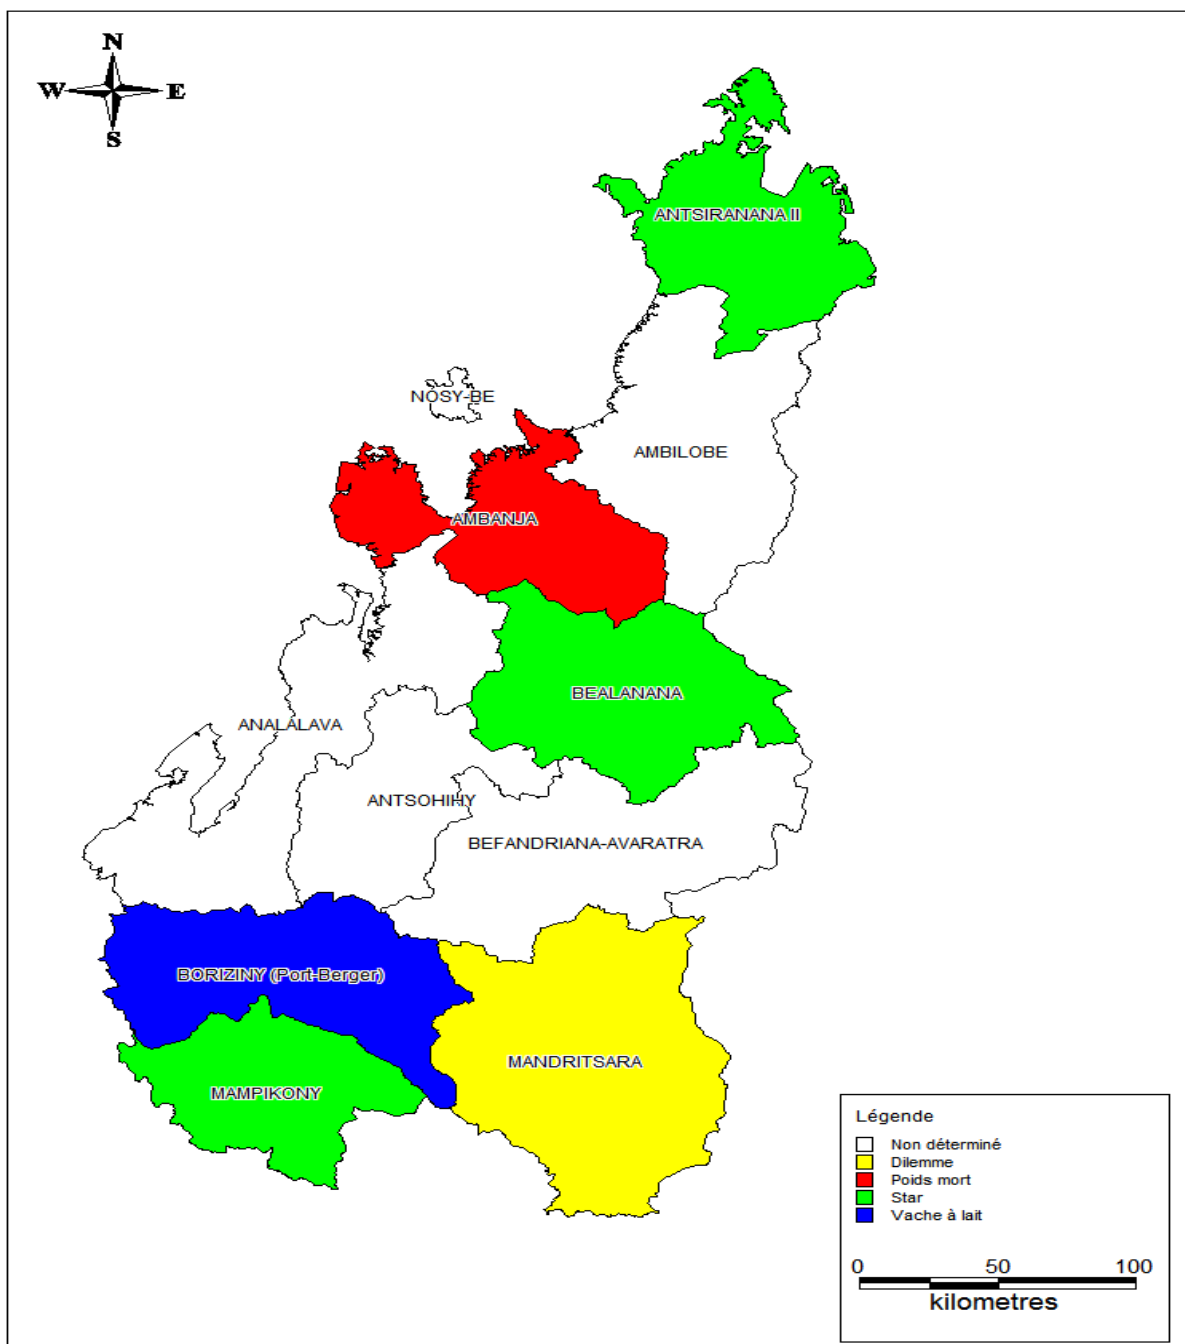 N
W E
S
ANTSIRANANA II
NOSY-BE
AMBILOBE
AMBANJA
BEALANANA
ANALALAVA
ANTSOHIHY
BEFANDRIANA-AVARATRA
BORIZINY (Port-Berger)
MANDRITSARA
MAMPIKONY
Légende
Non déterminé
Dilemme
Poids mort
Star
Vache à lait
0 50 100
kilometres